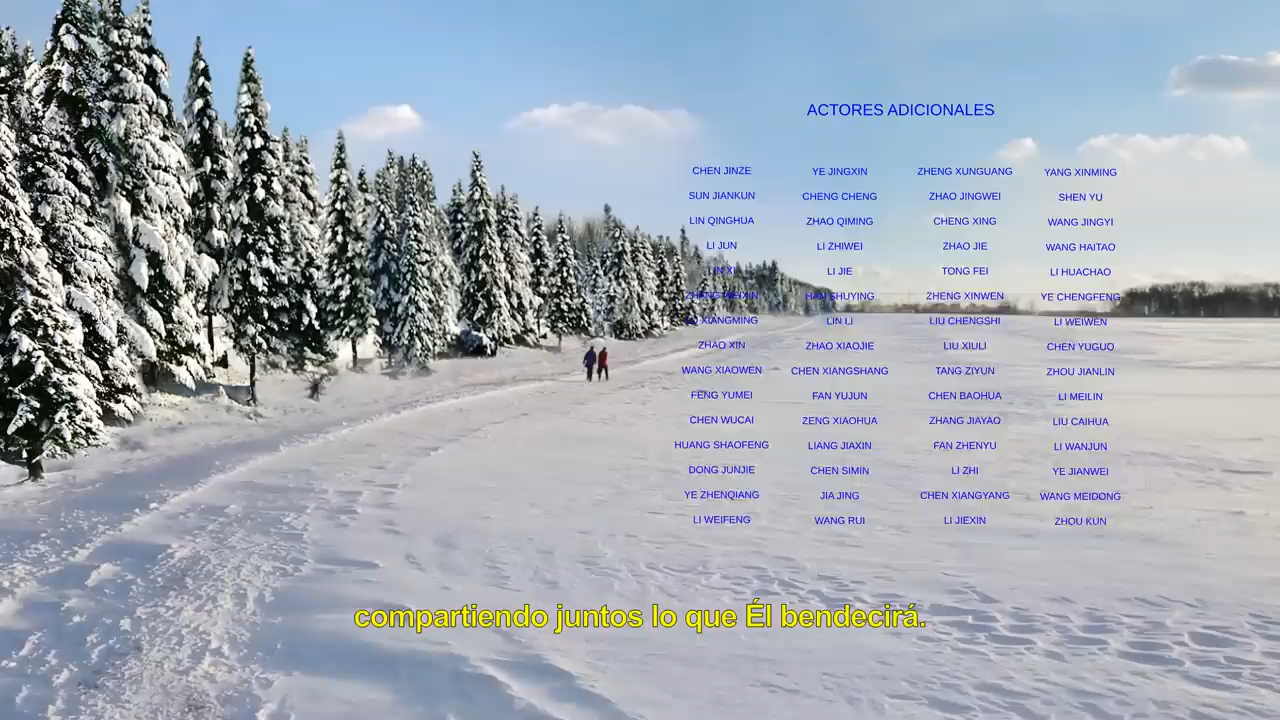 ACTORES ADICIONALES
CHEN JINZE YE JINGXIN ZHENG XUNGUANG YANG XINMING
SUN JIANKUN CHENG CHENG ZHAO JINGWEI SHEN YU
LIN QINGHUA ZHAO QIMING CHENG XING WANG JINGYI
LI JUN LI ZHIWEI ZHAO JIE WANG HAITAO
LIN XI LI JIE TONG FEI LI HUACHAO
ZHENG HAN SHUYING ZHENG XINWEN YE CHENGFENG
XIANGMING LIN LI LIU CHENGSHI LI WEIWEN
ZHAO XIN ZHAO XIAOJIE LIU XIULI CHEN YUGUO
WANG XIAOWEN CHEN XIANGSHANG TANG ZIYUN ZHOU JIANLIN
FENG YUMEI FAN YUJUN CHEN BAOHUA LI MEILIN
CHEN WUCAI ZENG XIAOHUA ZHANG JIAYAO LIU CAIHUA
HUANG SHAOFENG LIANG JIAXIN FAN ZHENYU LI WANJUN
DONG JUNJIE CHEN SIMIN LI ZHI YE JIANWEI
YE ZHENQIANG JIA JING CHEN XIANGYANG WANG MEIDONG
LI WEIFENG WANG RUI LI JIEXIN ZHOU KUN
compartiendo juntos lo que Él bendecirá.